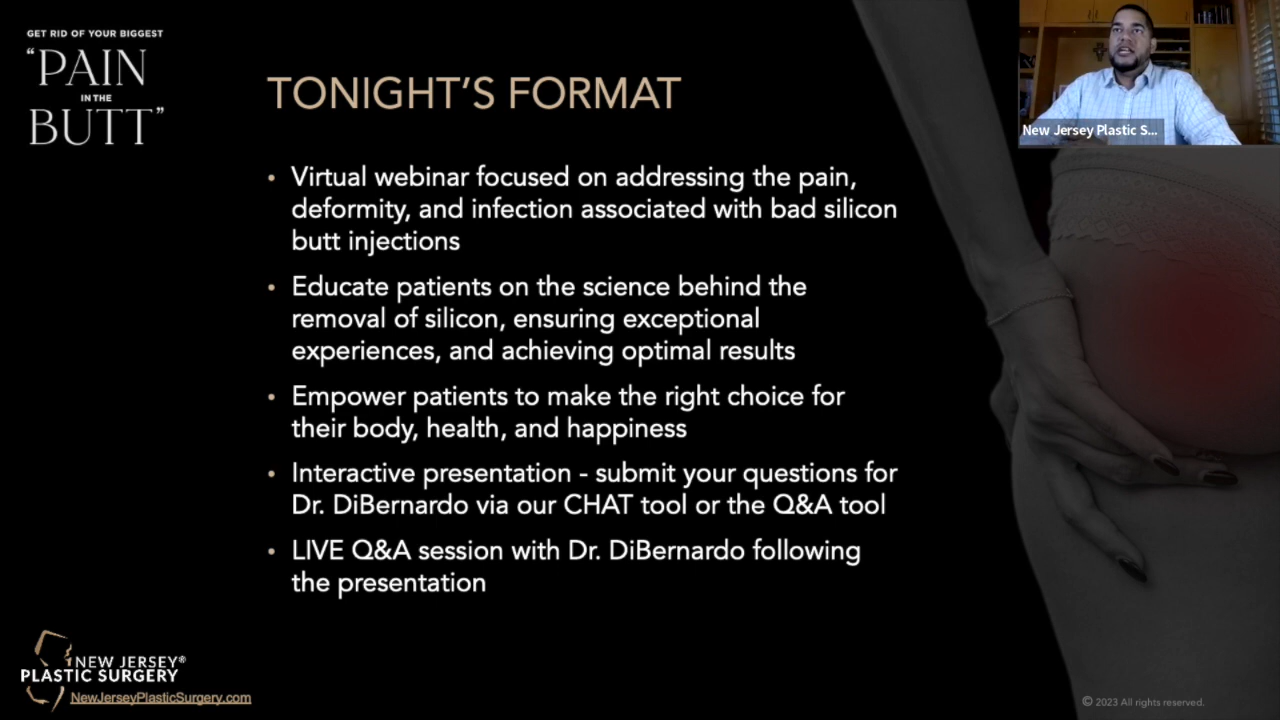 GET RID OF YOUR BIGGEST
“PAIN
IN THE
BUTT”
TONIGHT’S FORMAT
• Virtual webinar focused on addressing the pain,
deformity, and infection associated with bad silicon
butt injections
• Educate patients on the science behind the
removal of silicon, ensuring exceptional
experiences, and achieving optimal results
• Empower patients to make the right choice for
their body, health, and happiness
• Interactive presentation - submit your questions for
Dr. DiBernardo via our CHAT tool or the Q&A tool
• LIVE Q&A session with Dr. DiBernardo following
the presentation
New Jersey Plastic S...
NEW JERSEY®
PLASTIC SURGERY
NewJerseyPlasticSurgery.com
© 2023 All rights reserved.